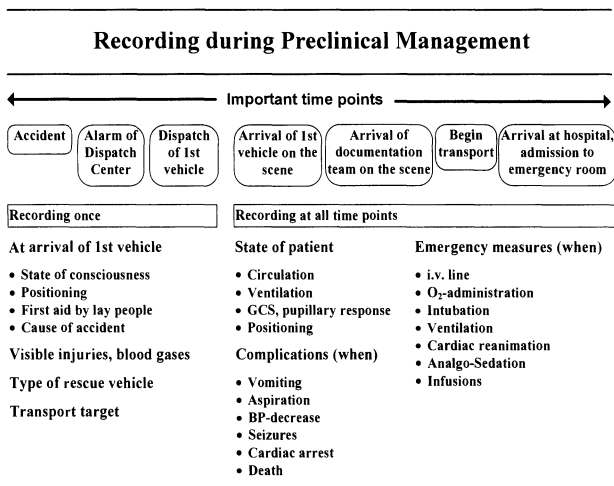 Recording during Preclinical Management
Important time points
Accident
Alarm of
Dispatch
Center
Dispatch
of 1st
vehicle
Arrival of 1st
vehicle on the
scene
Arrival of
documentation
team on the scene
Begin
transport
Arrival at hospital,
admission to
emergency room
Recording once
At arrival of 1st vehicle
• State of consciousness
• Positioning
• First aid by lay people
• Cause of accident
Visible injuries, blood gases
Type of rescue vehicle
Transport target
Recording at all time points
State of patient
• Circulation
• Ventilation
• GCS, pupillary response
• Positioning
Complications (when)
• Vomiting
• Aspiration
• BP-decrease
• Seizures
• Cardiac arrest
• Death
Emergency measures (when)
• i.v. line
• O₂-administration
• Intubation
• Ventilation
• Cardiac reanimation
• Analgo-Sedation
• Infusions